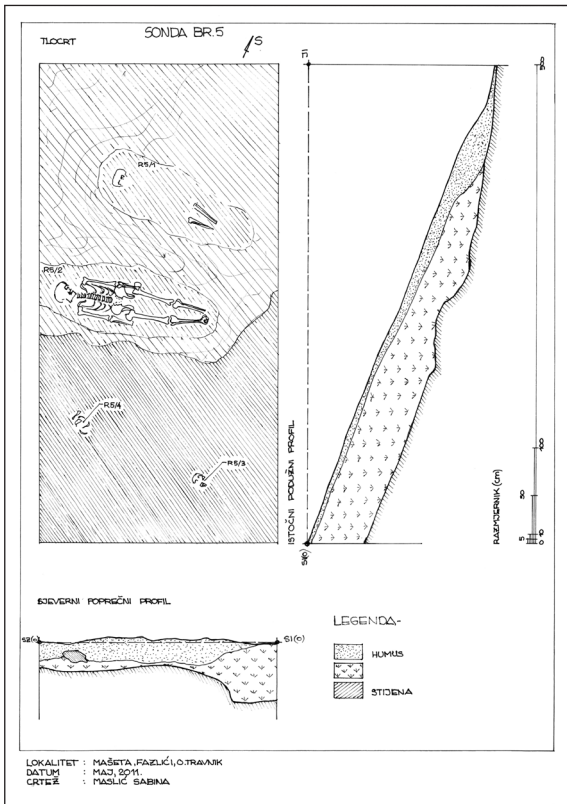 SONDA BR.5
TLOCRT
S
R5/1
R5/2
R5/4
R5/3
ISTOČNI PODUŽNI PROFIL
S1(0)
RAZMJERNIK (cm)
100
50
10
5
0
SJEVERNI POPREČNI PROFIL
S2(0)
S1(0)
LEGENDA-
HUMUS
STIJENA
LOKALITET : MAŠETA, FAZLIĆI, O.TRAVNIK
DATUM : MAJ, 2011.
CRTEŽ : MASLIĆ SABINA